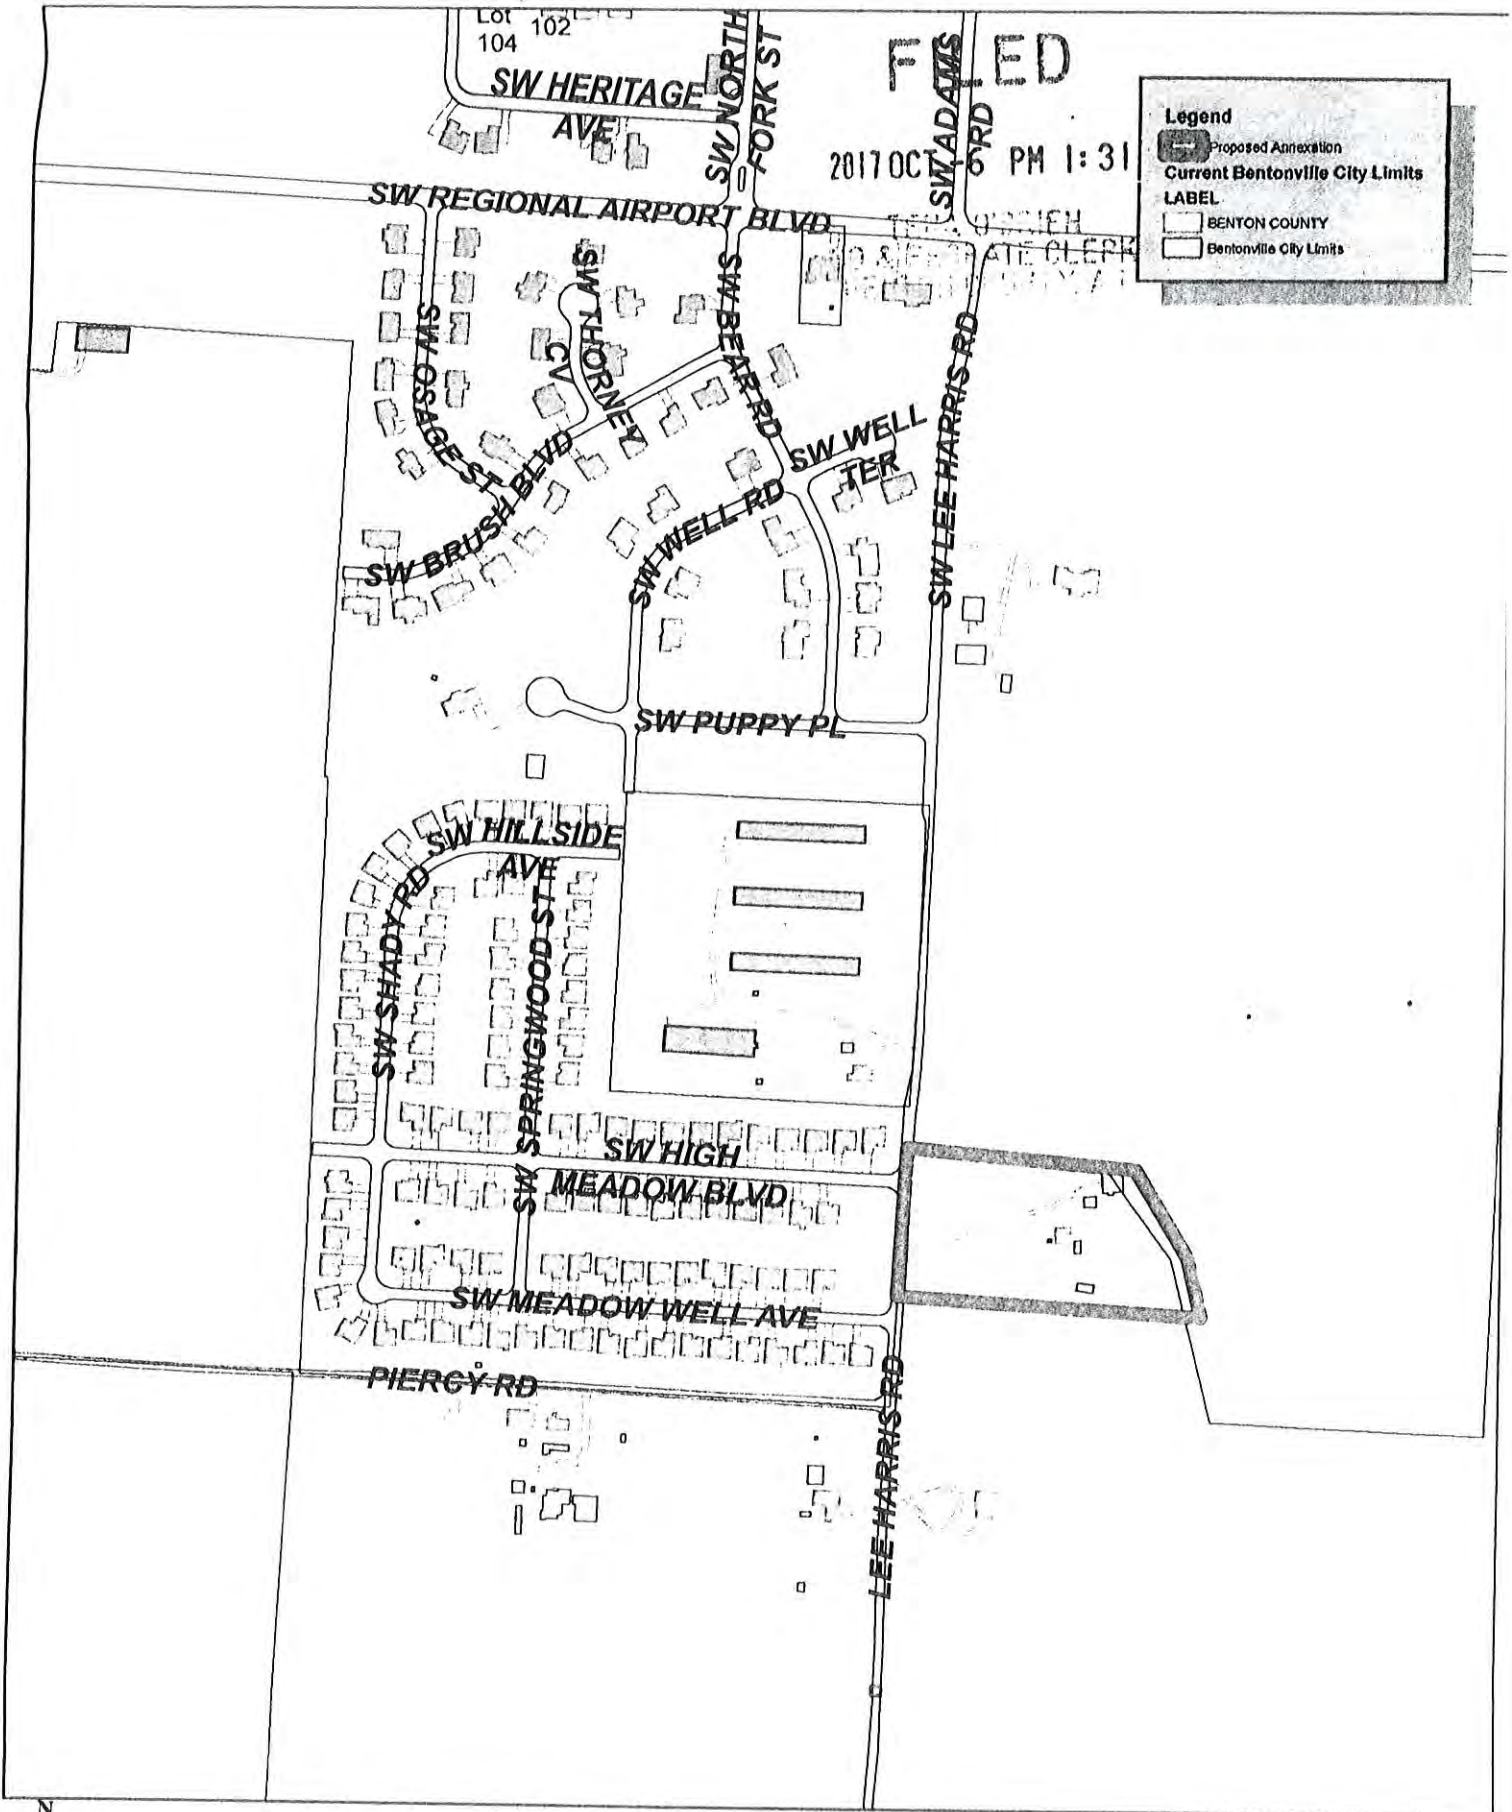 Lot 102
104
FILED
2017 OCT -6 PM 1:31
Legend
Proposed Annexation
Current Bentonville City Limits
LABEL
BENTON COUNTY
Bentonville City Limits
SW HERITAGE
AVE
SW NORTH
FORK ST
SW ADAMS
RD
SW REGIONAL AIRPORT BLVD
O'BRIEN
CLERK
SW OSAGE ST
SW THORNEY
CV
SW BEAR RD
SW LEE HARRIS RD
SW WELL
TER
SW BRUSH BLVD
SW WELL RD
SW PUPPY PL
SW HILLSIDE
AVE
SW SHADY RD
SW SPRINGWOOD ST
SW HIGH
MEADOW BLVD
SW MEADOW WELL AVE
PIERCY RD
LEE HARRIS RD
N